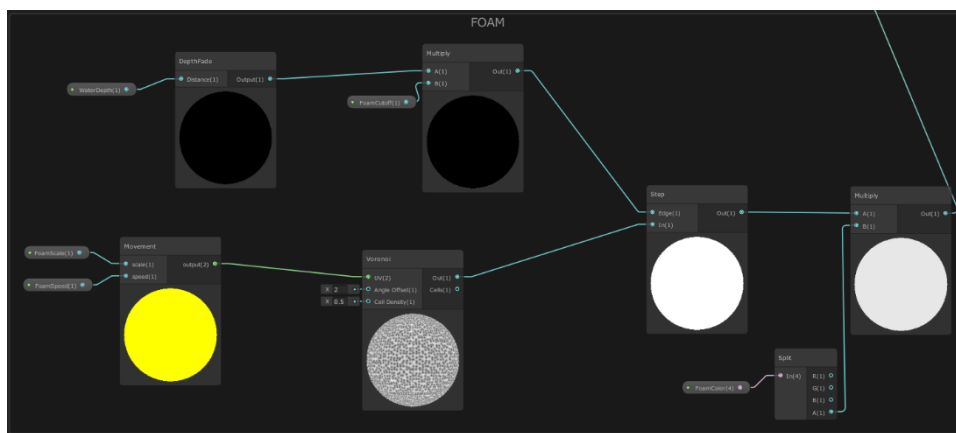 FOAM
DepthFade
WaterDepth(1)
Distance(1) Output(1)
Multiply
A(1) Out(1)
B(1)
FoamCutoff(1)
Step
Edge(1) Out(1)
In(1)
Multiply
A(1) Out(1)
B(1)
Movement
FoamScale(1)
scale(1) output(2)
FoamSpeed(1)
speed(1)
Voronoi
UV(2) Out(1)
X 2 Angle Offset(1) Cells(1)
X 0.5 Cell Density(1)
Split
FoamColor(4)
In(4) R(1)
G(1)
B(1)
A(1)